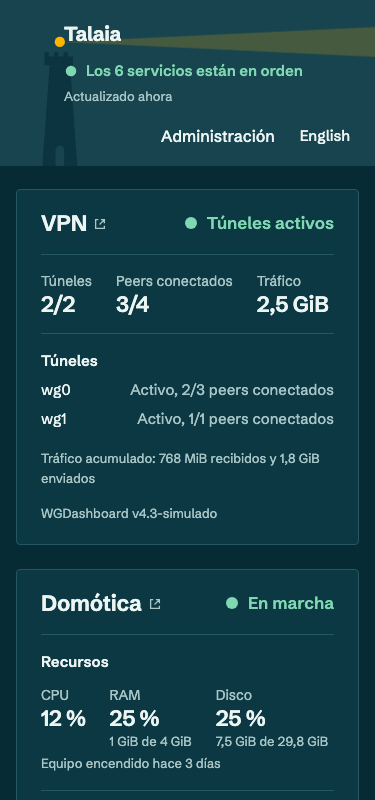 Talaia
Los 6 servicios están en orden
Actualizado ahora
Administración English
VPN Túneles activos
Túneles Peers conectados Tráfico
2/2 3/4 2,5 GiB
Túneles
wg0 Activo, 2/3 peers conectados
wg1 Activo, 1/1 peers conectados
Tráfico acumulado: 768 MiB recibidos y 1,8 GiB
enviados
WGDashboard v4.3-simulado
Domótica En marcha
Recursos
CPU RAM Disco
12 % 25 % 25 %
1 GiB de 4 GiB 7,5 GiB de 29,8 GiB
Equipo encendido hace 3 días